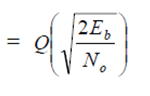 = Q(√(2E_b/N_o))